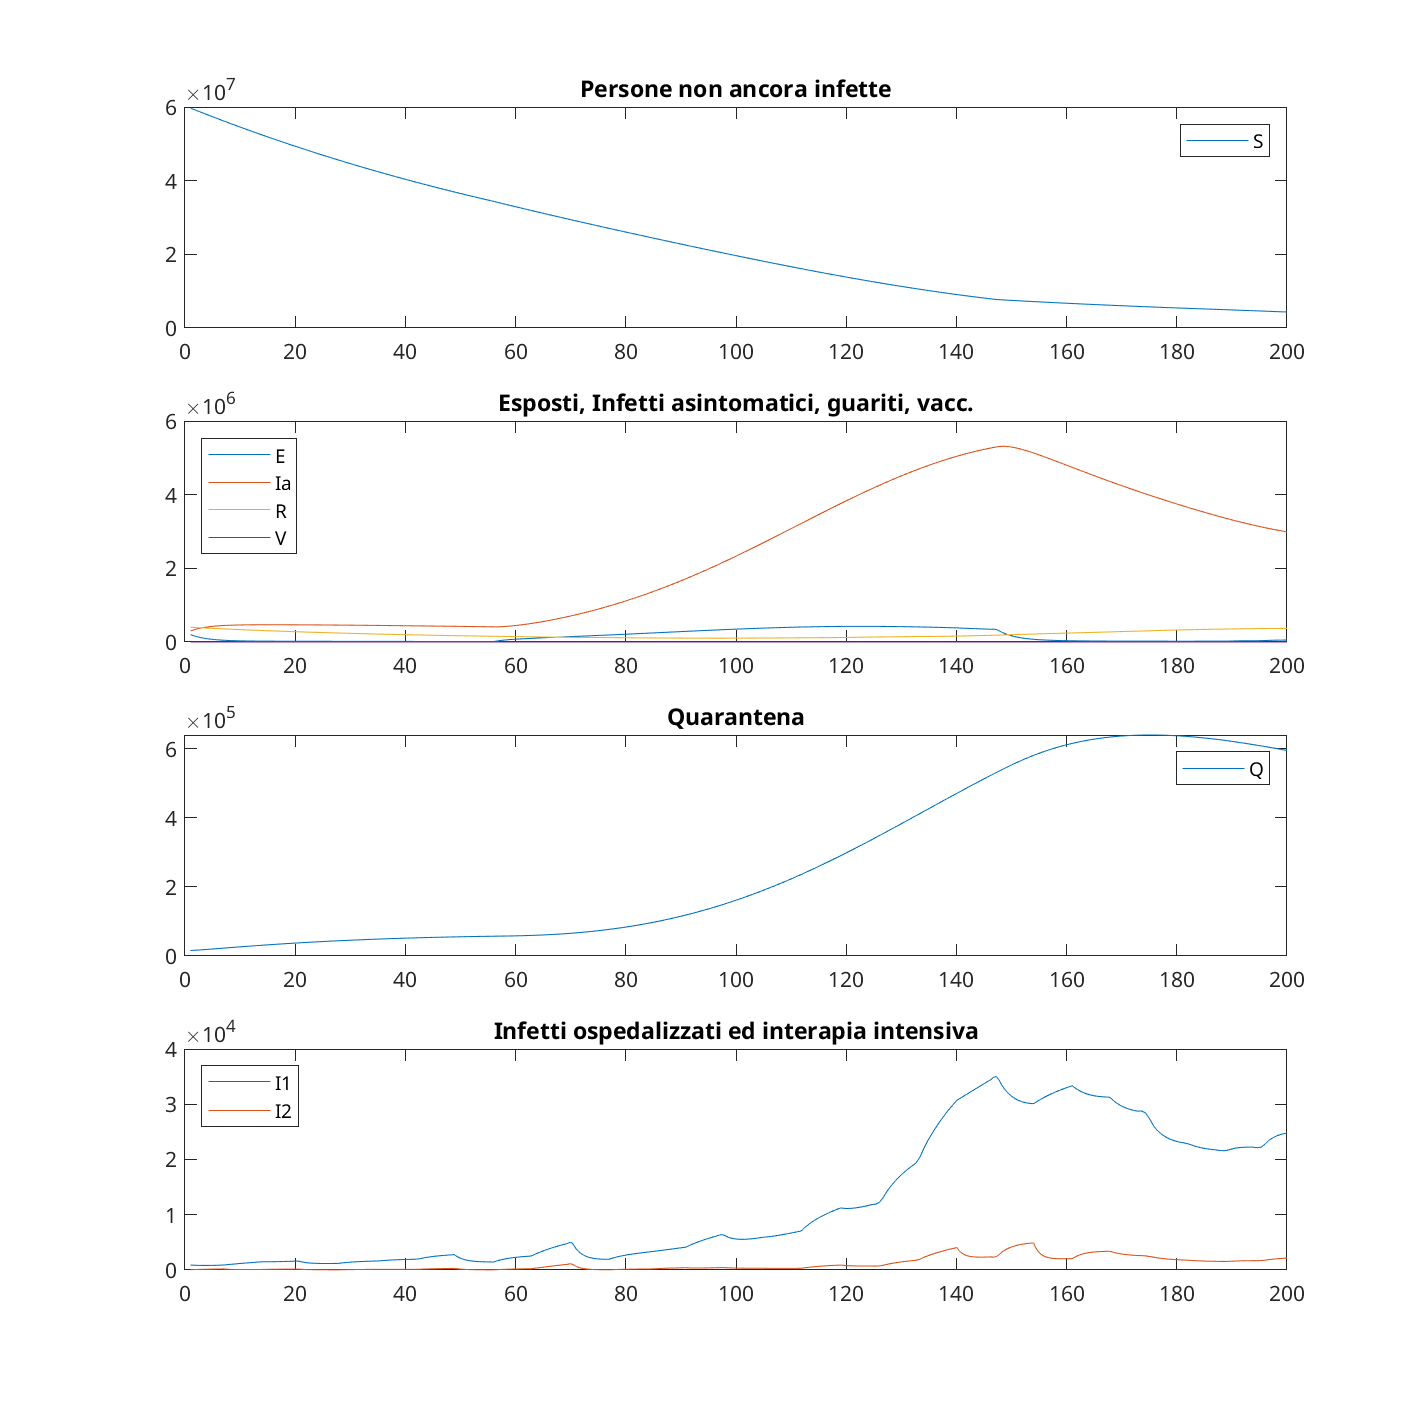 Persone non ancora infette
×10^7
6
4
2
0
S
0 20 40 60 80 100 120 140 160 180 200
Esposti, Infetti asintomatici, guariti, vacc.
×10^6
6
4
2
0
E
Ia
R
V
0 20 40 60 80 100 120 140 160 180 200
Quarantena
×10^5
6
4
2
0
Q
0 20 40 60 80 100 120 140 160 180 200
Infetti ospedalizzati ed interapia intensiva
×10^4
4
3
2
1
0
I1
I2
0 20 40 60 80 100 120 140 160 180 200